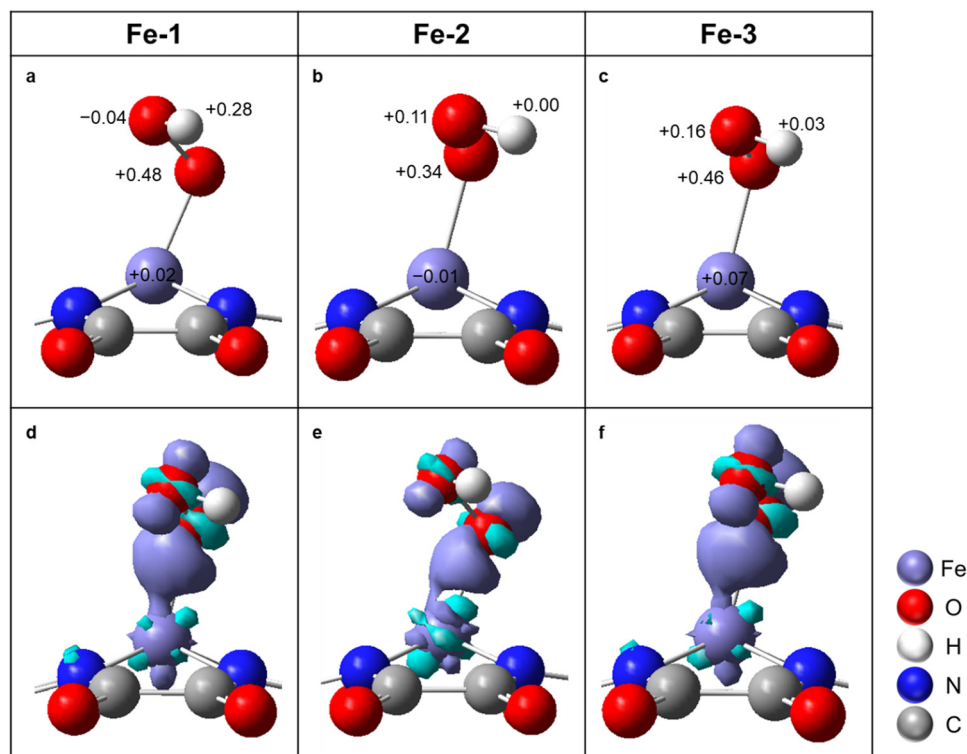 Fe-1 Fe-2 Fe-3
a b c
−0.04 +0.28 +0.11 +0.00 +0.16 +0.03
+0.48 +0.34 +0.46
+0.02 −0.01 +0.07
d e f
Fe
O
H
N
C